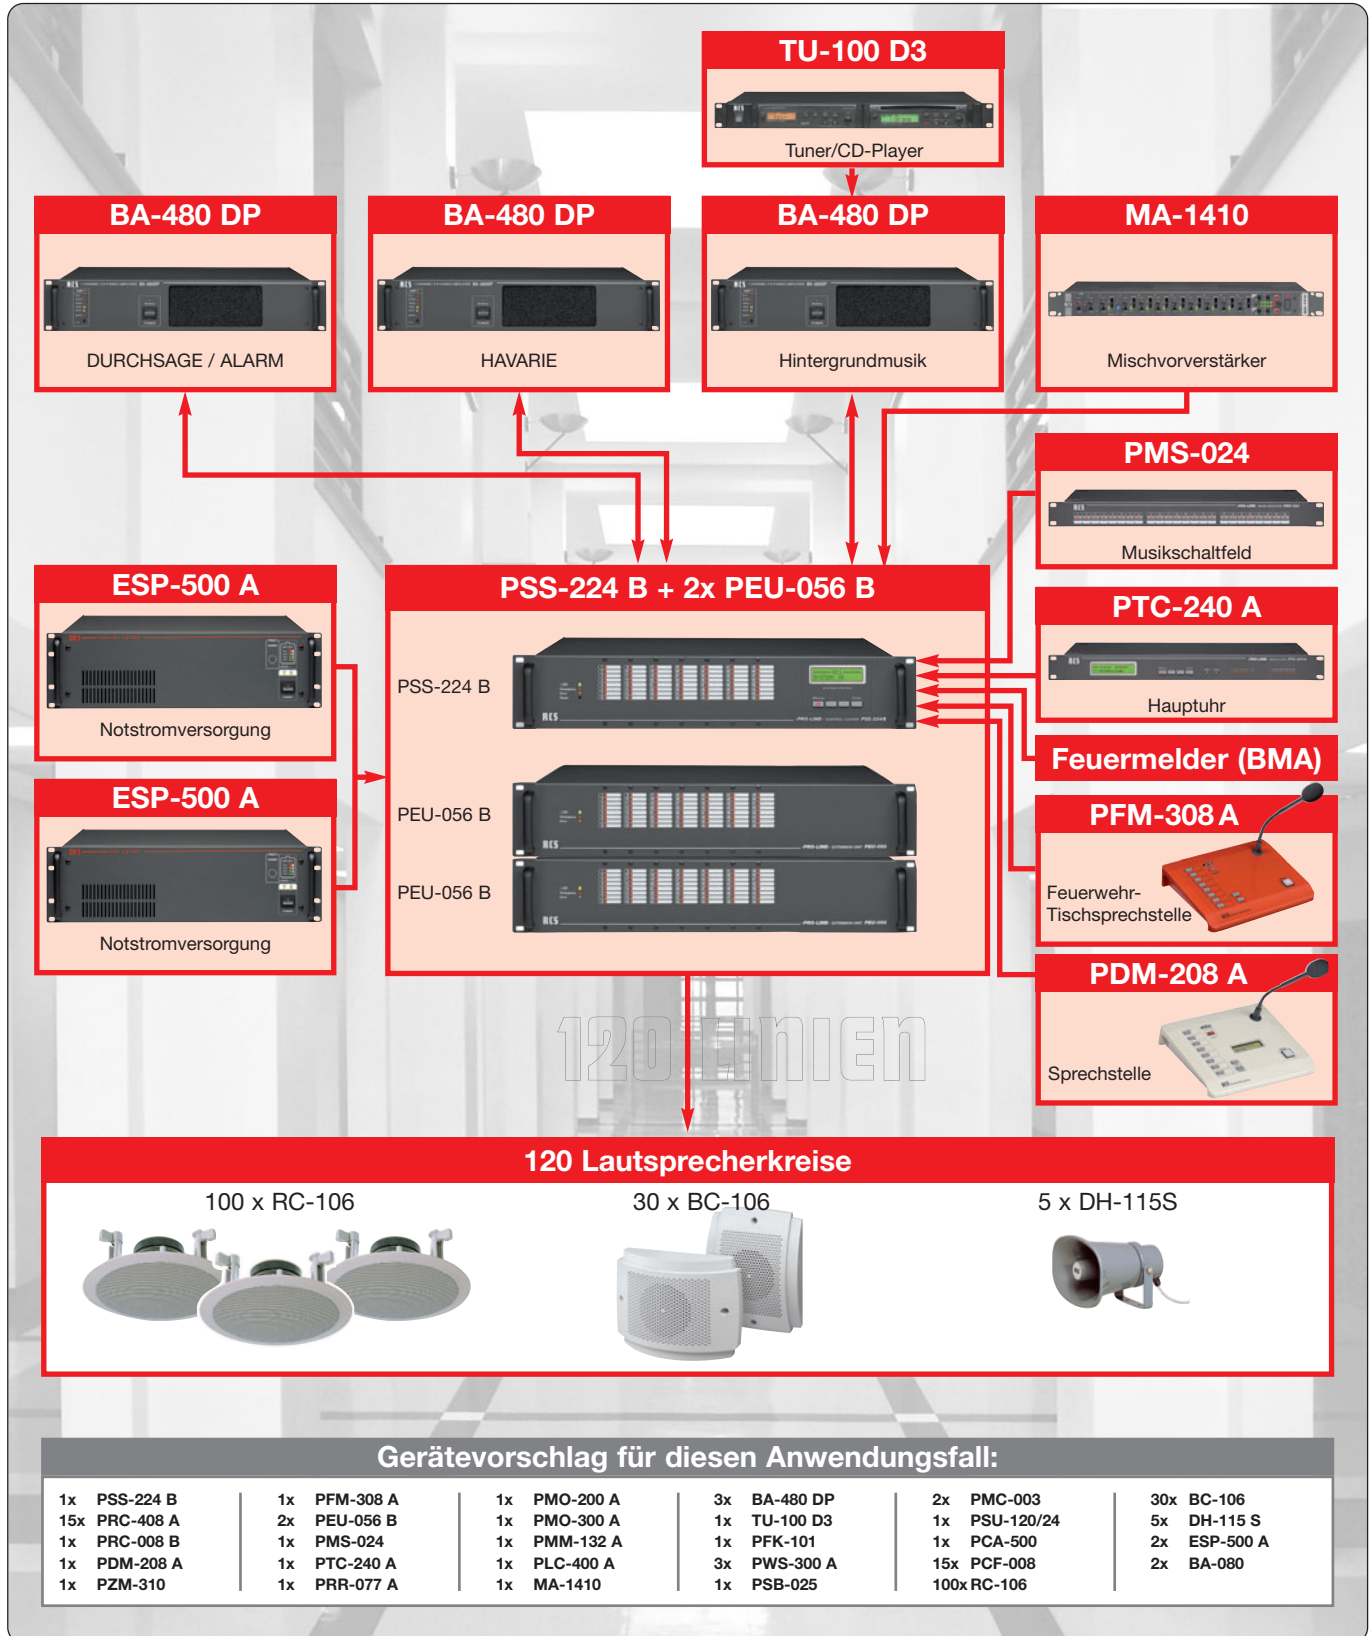 TU-100 D3
Tuner/CD-Player
BA-480 DP
DURCHSAGE / ALARM
BA-480 DP
HAVARIE
BA-480 DP
Hintergrundmusik
MA-1410
Mischvorverstärker
PMS-024
Musikschaltfeld
ESP-500 A
Notstromversorgung
ESP-500 A
Notstromversorgung
PSS-224 B + 2x PEU-056 B
PSS-224 B
PEU-056 B
PEU-056 B
PTC-240 A
Hauptuhr
Feuermelder (BMA)
PFM-308 A
Feuerwehr-
Tischsprechstelle
PDM-208 A
Sprechstelle
120 LINIEN
120 Lautsprecherkreise
100 x RC-106
30 x BC-106
5 x DH-115S
Gerätevorschlag für diesen Anwendungsfall:
1x PSS-224 B
15x PRC-408 A
1x PRC-008 B
1x PDM-208 A
1x PZM-310
1x PFM-308 A
2x PEU-056 B
1x PMS-024
1x PTC-240 A
1x PRR-077 A
1x PMO-200 A
1x PMO-300 A
1x PMM-132 A
1x PLC-400 A
1x MA-1410
3x BA-480 DP
1x TU-100 D3
1x PFK-101
3x PWS-300 A
1x PSB-025
2x PMC-003
1x PSU-120/24
1x PCA-500
15x PCF-008
100x RC-106
30x BC-106
5x DH-115 S
2x ESP-500 A
2x BA-080